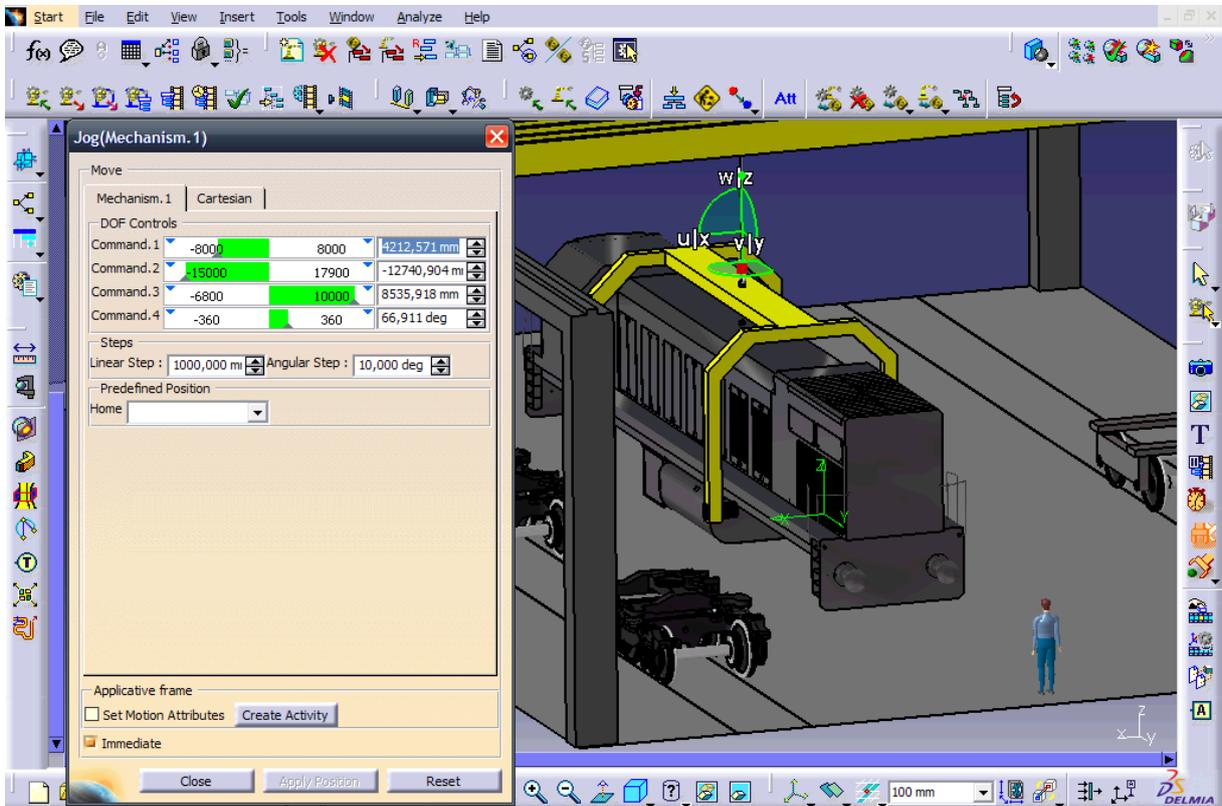 Start File Edit View Insert Tools Window Analyze Help
f(x)
Att
Jog(Mechanism.1)
Move
Mechanism.1 Cartesian
DOF Controls
Command.1 -8000 8000 4212,571 mm
Command.2 -15000 17900 -12740,904 m
Command.3 -6800 10000 8535,918 mm
Command.4 -360 360 66,911 deg
Steps
Linear Step : 1000,000 m Angular Step : 10,000 deg
Predefined Position
Home
Applicative frame
Set Motion Attributes Create Activity
Immediate
Close Apply Position Reset
w|z
u|x v|y
Z
X Y
z
x y
T
A
100 mm
DELMIA